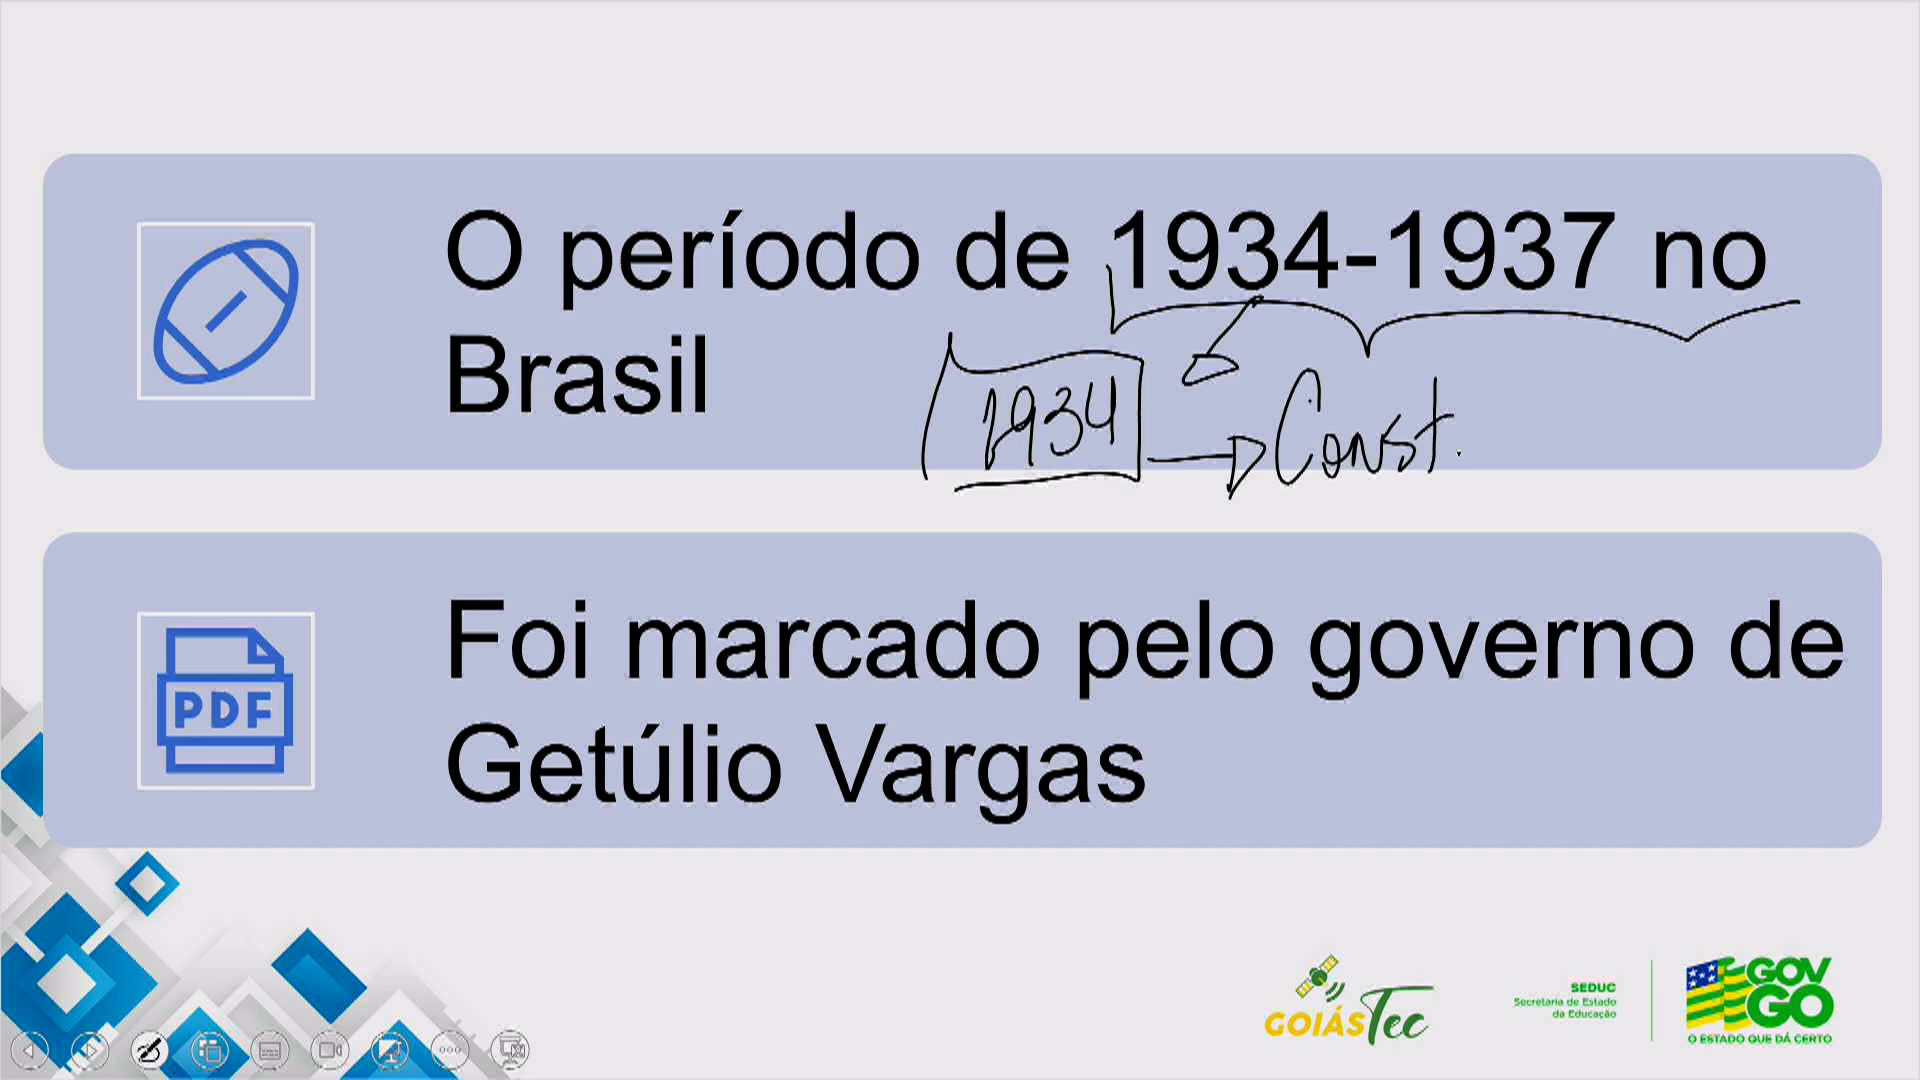 O período de 1934-1937 no
Brasil
1934
Const.
PDF
Foi marcado pelo governo de
Getúlio Vargas
GOIÁSTec
SEDUC
Secretaria de Estado
da Educação
GOV
GO
O ESTADO QUE DÁ CERTO